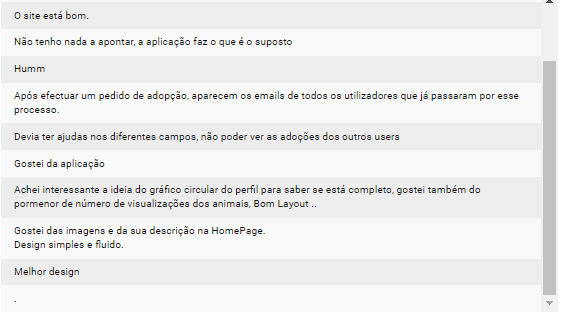 O site está bom.
Não tenho nada a apontar, a aplicação faz o que é o suposto
Humm
Após efectuar um pedido de adopção, aparecem os emails de todos os utilizadores que já passaram por esse
processo.
Devia ter ajudas nos diferentes campos, não poder ver as adoções dos outros users
Gostei da aplicação
Achei interessante a ideia do gráfico circular do perfil para saber se está completo, gostei também do
pormenor de número de visualizações dos animais, Bom Layout ..
Gostei das imagens e da sua descrição na HomePage.
Design simples e fluido.
Melhor design
.